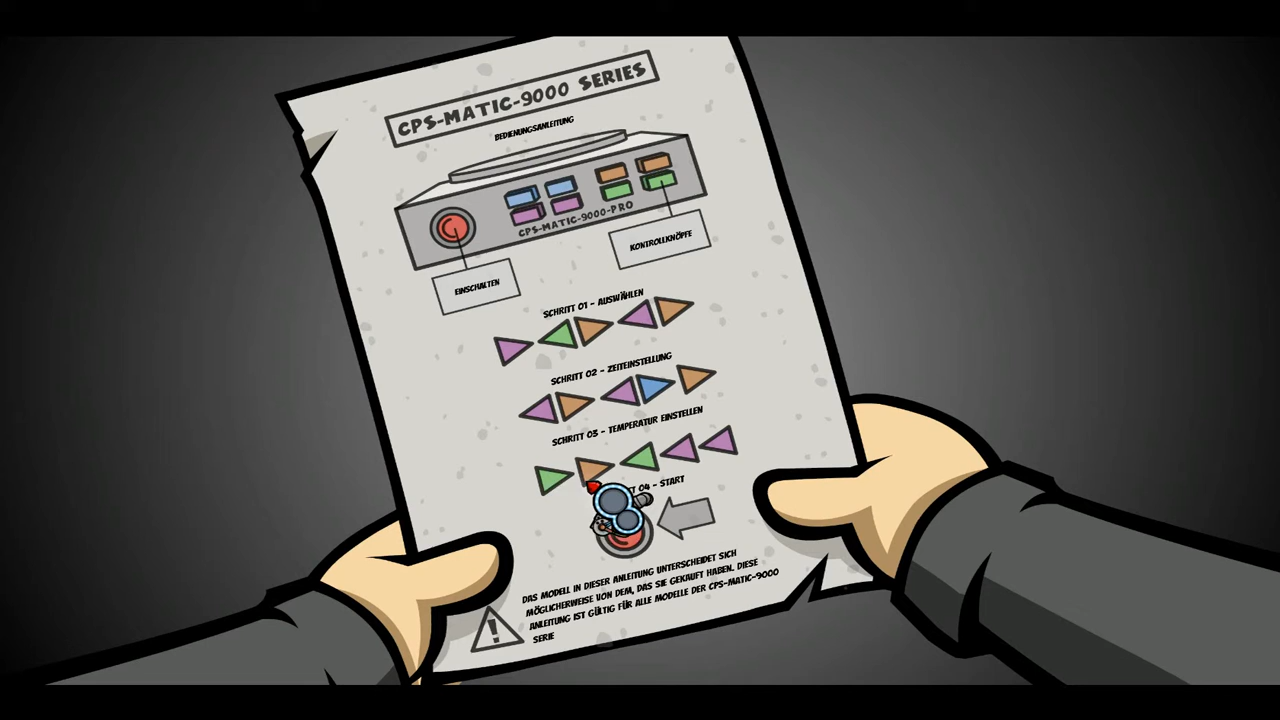 CPS-MATIC-9000 SERIES
BEDIENUNGSANLEITUNG
CPS-MATIC-9000-PRO
KONTROLLKNÖPFE
EINSCHALTEN
SCHRITT 01 - AUSWÄHLEN
SCHRITT 02 - ZEITEINSTELLUNG
SCHRITT 03 - TEMPERATUR EINSTELLEN
04 - START
DAS MODELL IN DIESER ANLEITUNG UNTERSCHEIDET SICH
MÖGLICHERWEISE VON DEM, DAS SIE GEKAUFT HABEN. DIESE
ANLEITUNG IST GÜLTIG FÜR ALLE MODELLE DER CPS-MATIC-9000
SERIE